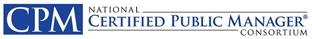 CPM
NATIONAL
CERTIFIED PUBLIC MANAGER®
CONSORTIUM